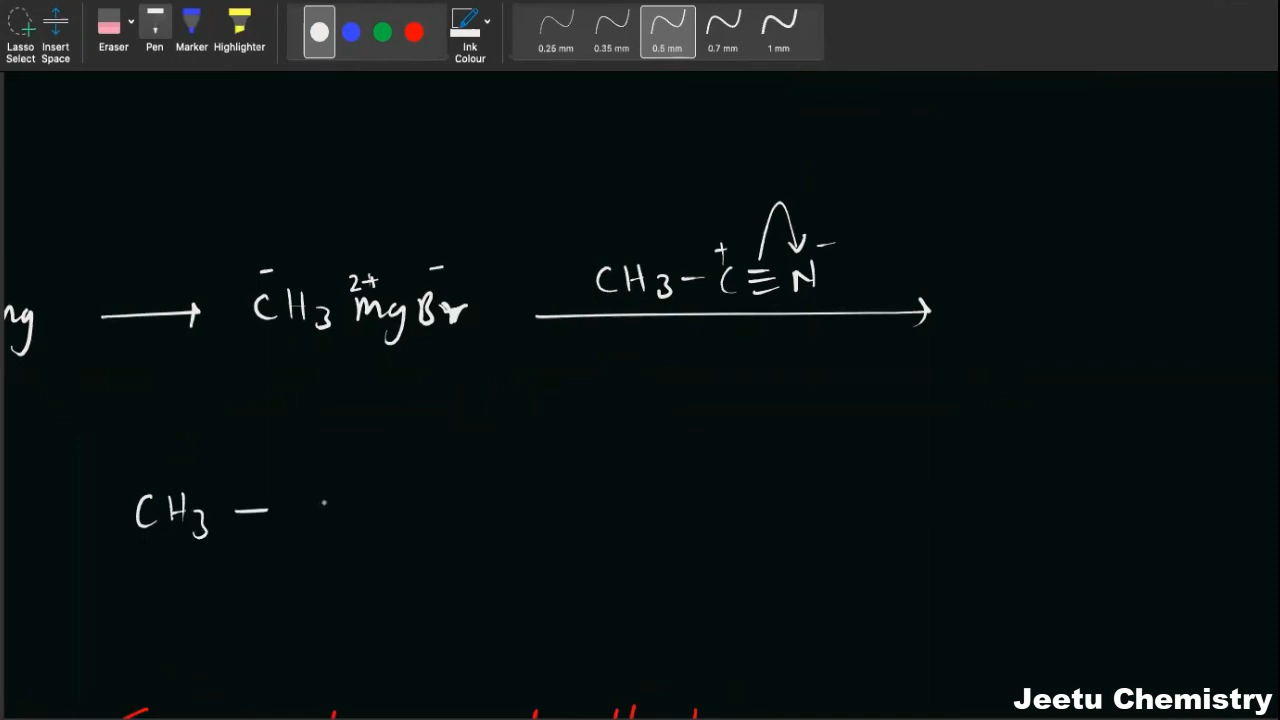 Lasso Select
Insert Space
Eraser
Pen
Marker
Highlighter
Ink Colour
0.25 mm
0.35 mm
0.5 mm
0.7 mm
1 mm
+ −
CH3 − C ≡ N
− 2+ −
mg ⟶ CH3 mgBr ⟶
CH3 −
Jeetu Chemistry